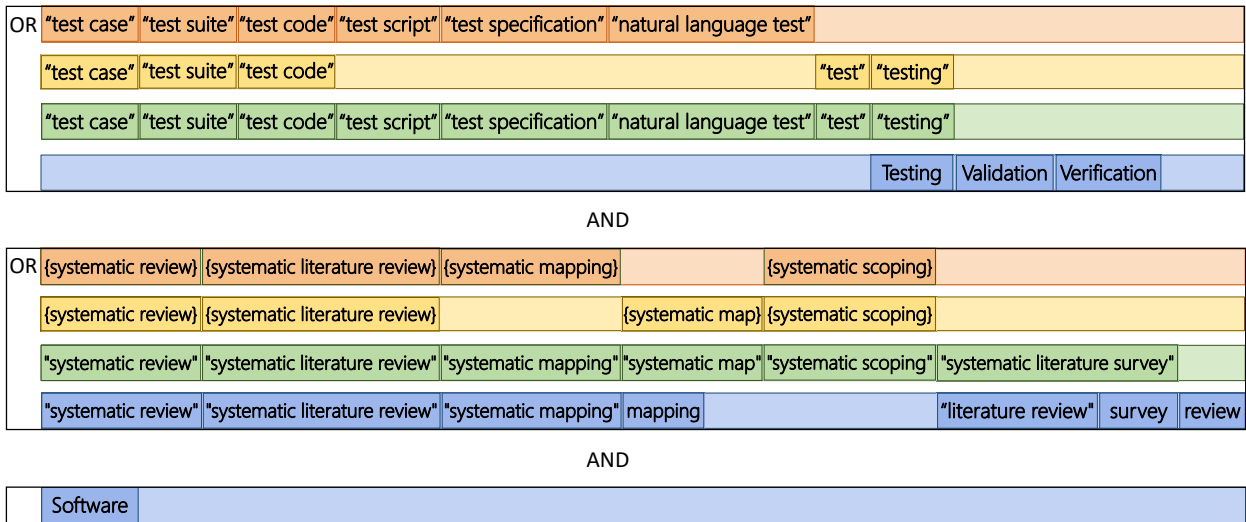 OR “test case” “test suite” “test code” “test script” “test specification” “natural language test”
“test case” “test suite” “test code” “test” “testing”
“test case” “test suite” “test code” “test script” “test specification” “natural language test” “test” “testing”
Testing Validation Verification
AND
OR {systematic review} {systematic literature review} {systematic mapping} {systematic scoping}
{systematic review} {systematic literature review} {systematic map} {systematic scoping}
"systematic review" "systematic literature review" "systematic mapping" "systematic map" "systematic scoping" "systematic literature survey"
"systematic review" "systematic literature review" "systematic mapping" mapping “literature review" survey review
AND
Software